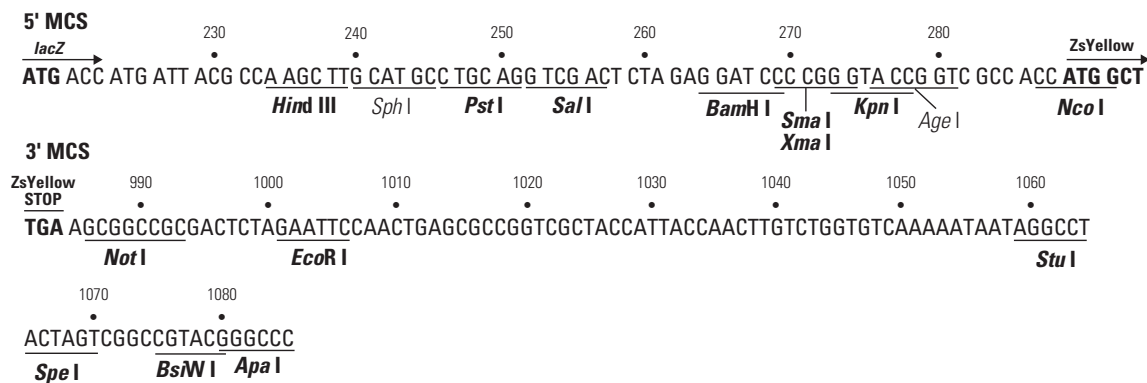 5' MCS
lacZ
230 240 250 260 270 280
ZsYellow
ATG ACC ATG ATT ACG CCA AGC TTG CAT GCC TGC AGG TCG ACT CTA GAG GAT CCC CGG GTA CCG GTC GCC ACC ATG GCT
Hind III Sph I Pst I Sal I BamH I Sma I Kpn I Age I Nco I
Xma I
3' MCS
ZsYellow
STOP
990 1000 1010 1020 1030 1040 1050 1060
TGA AGCGGCCGCGACTCTAGAATTCCAACTGAGCGCCGGTCGCTACCATTACCAACTTGTCTGGTGTCAAAAATAATAGGCCT
Not I EcoR I Stu I
1070 1080
ACTAGTCGGCCGTACGGGCCC
Spe I BsiW I Apa I